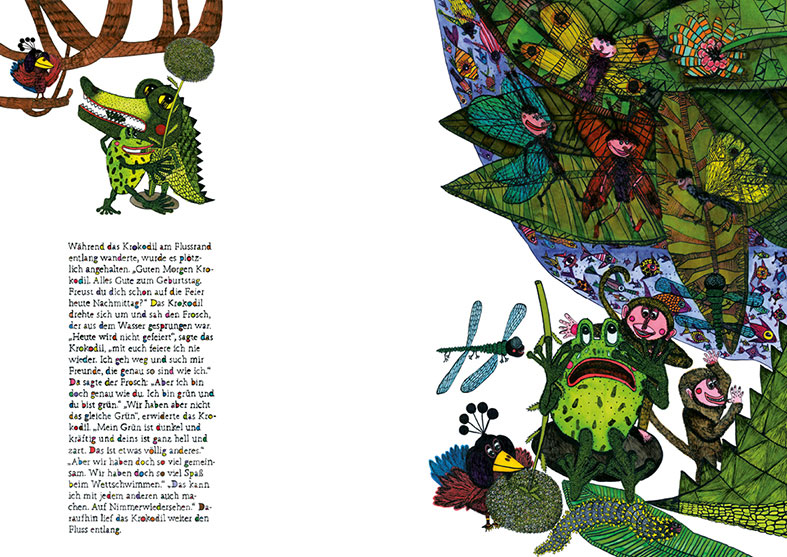 Während das Krokodil am Flussrand
entlang wanderte, wurde es plötz-
lich angehalten. „Guten Morgen Kro-
kodil. Alles Gute zum Geburtstag.
Freust du dich schon auf die Feier
heute Nachmittag?“ Das Krokodil
drehte sich um und sah den Frosch,
der aus dem Wasser gesprungen war.
„Heute wird nicht gefeiert“, sagte das
Krokodil, „mit euch feiere ich nie
wieder. Ich geh weg und such mir
Freunde, die genau so sind wie ich.“
Da sagte der Frosch: „Aber ich bin
doch genau wie du. Ich bin grün und
du bist grün.“ „Wir haben aber nicht
das gleiche Grün“, erwiderte das Kro-
kodil. „Mein Grün ist dunkel und
kräftig und deins ist ganz hell und
zart. Das ist etwas völlig anderes.“
„Aber wir haben doch so viel gemein-
sam. Wir haben doch so viel Spaß
beim Wettschwimmen.“ „Das kann
ich mit jedem anderen auch ma-
chen. Auf Nimmerwiedersehen.“ Da-
raufhin lief das Krokodil weiter den
Fluss entlang.